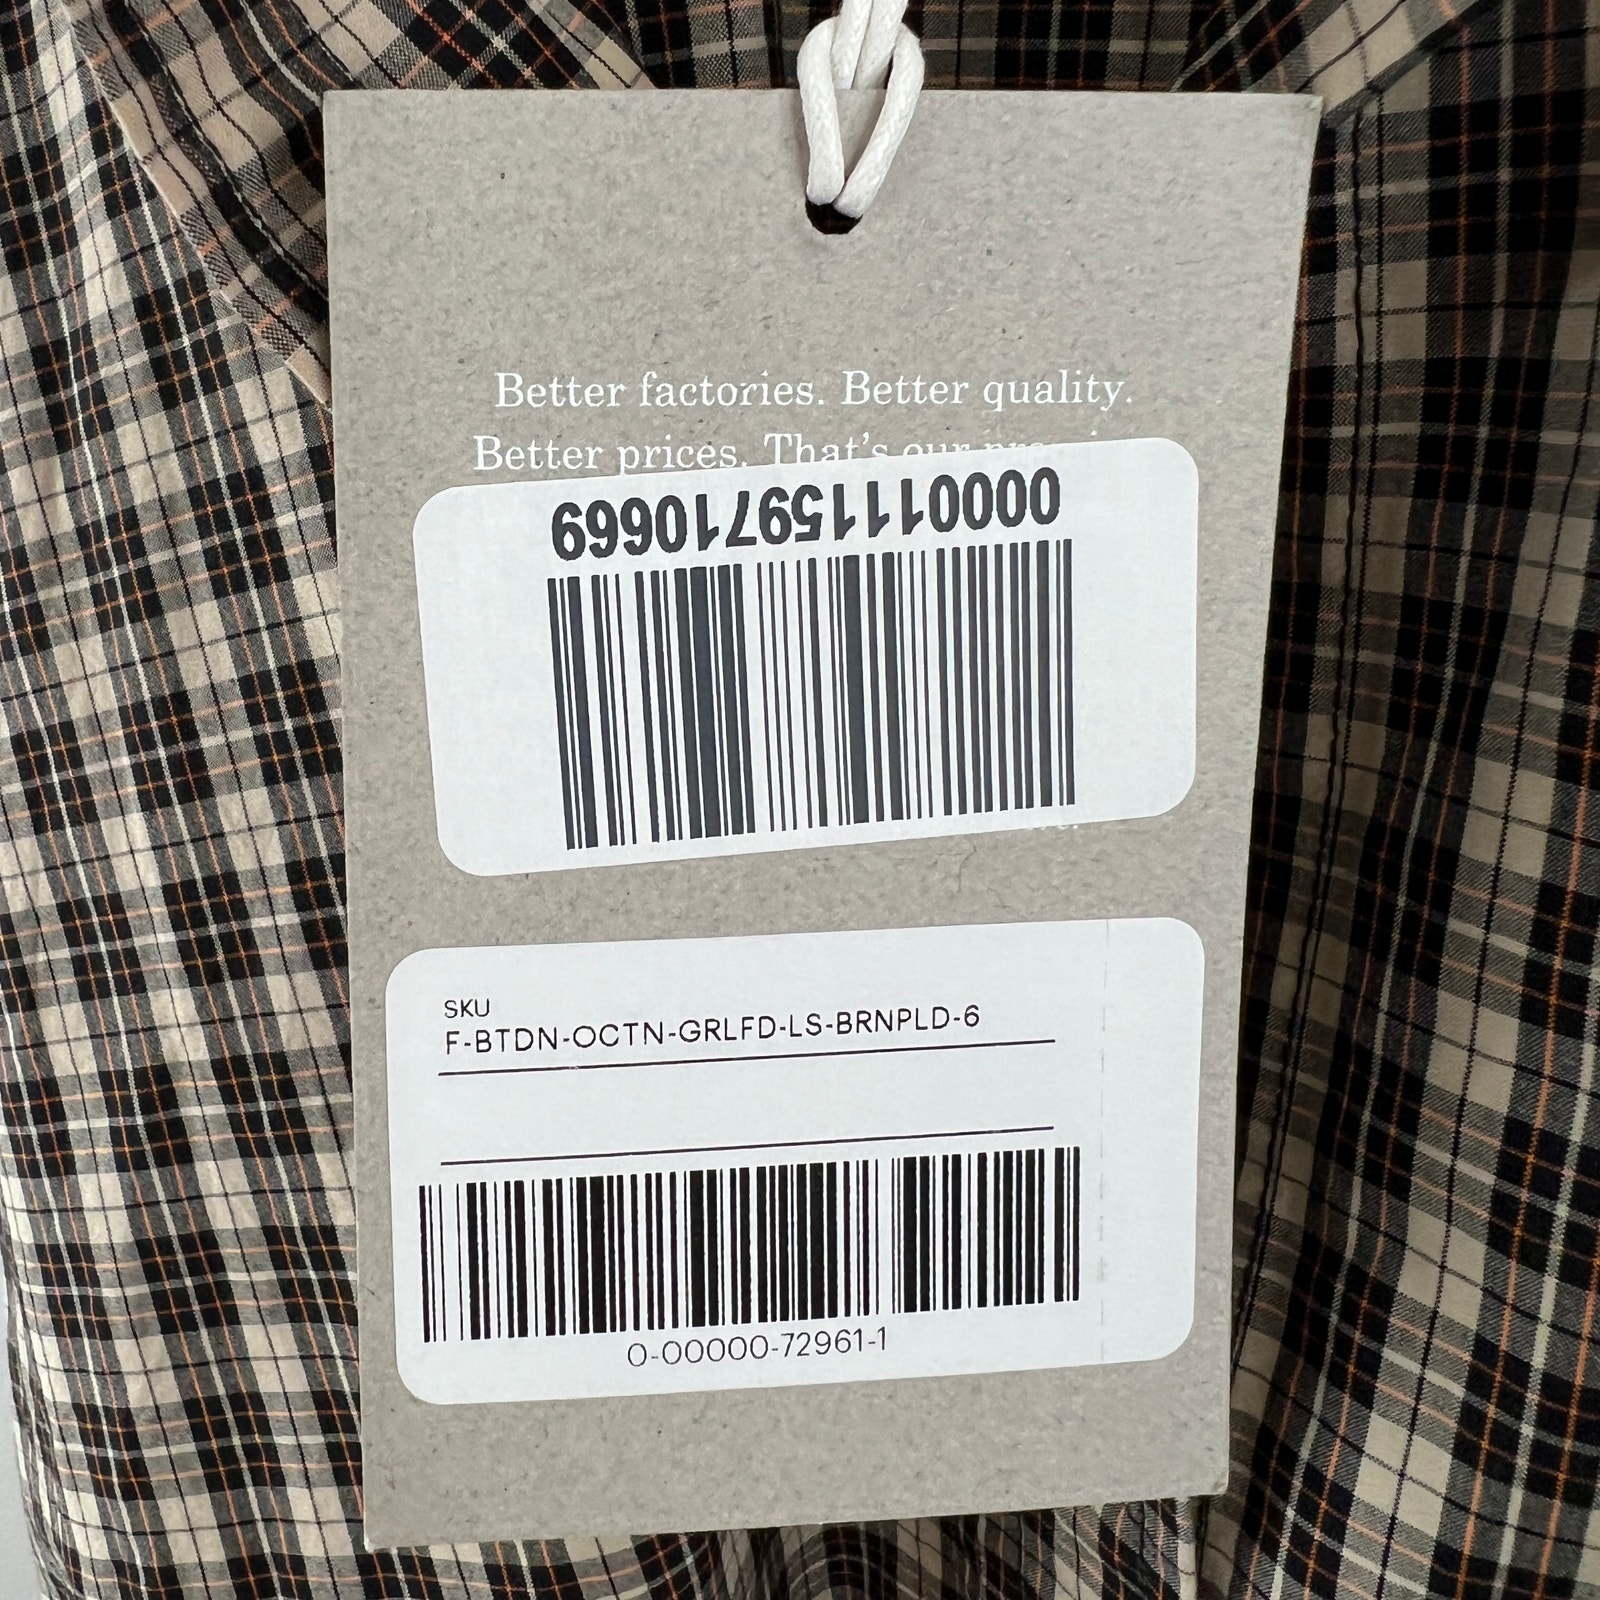 Better factories. Better quality.
Better prices. That's our
000011159710669
SKU
F-BTDN-OCTN-GRLFD-LS-BRNPLD-6
0-00000-72961-1